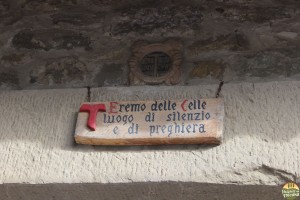 Eremo delle Celle
luogo di silenzio
e di preghiera